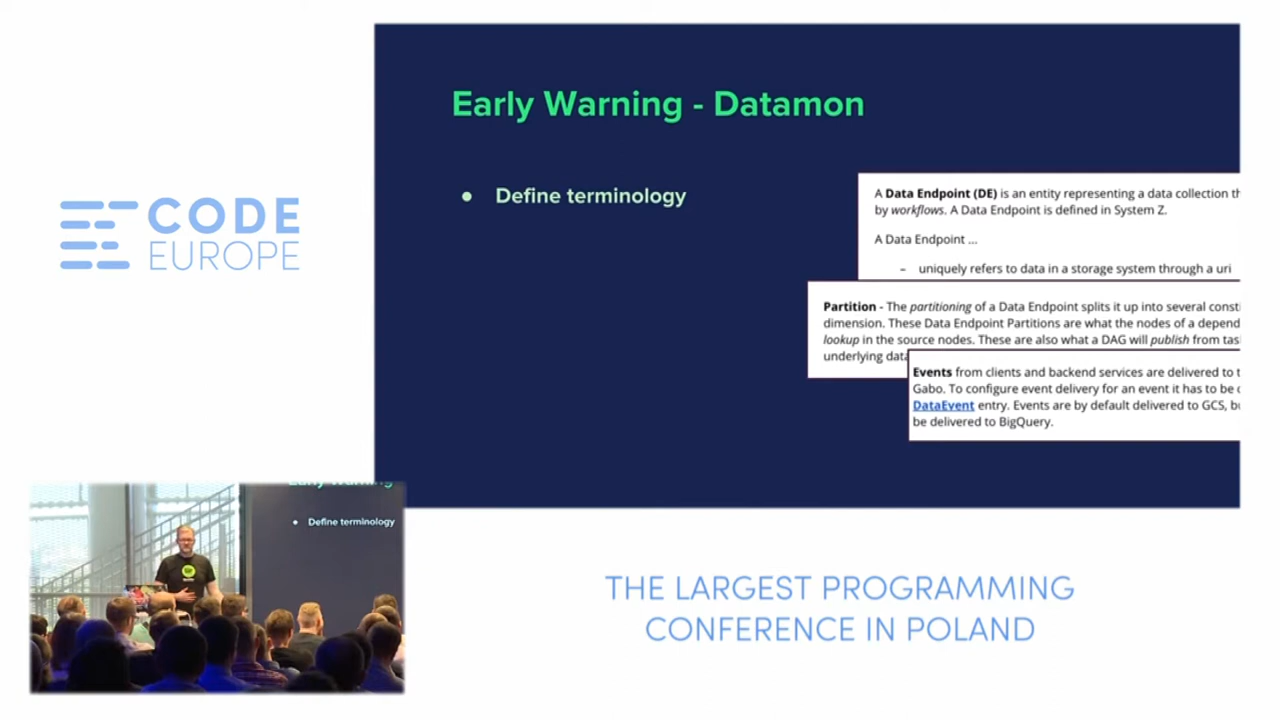 CODE
EUROPE
Early Warning - Datamon
● Define terminology
A Data Endpoint (DE) is an entity representing a data collection th
by workflows. A Data Endpoint is defined in System Z.
A Data Endpoint ...
– uniquely refers to data in a storage system through a uri
Partition - The partitioning of a Data Endpoint splits it up into several consti
dimension. These Data Endpoint Partitions are what the nodes of a depend
lookup in the source nodes. These are also what a DAG will publish from tas
underlying data
Events from clients and backend services are delivered to t
Gabo. To configure event delivery for an event it has to be
DataEvent entry. Events are by default delivered to GCS, bu
be delivered to BigQuery.
Early Warning
● Define terminology
THE LARGEST PROGRAMMING
CONFERENCE IN POLAND